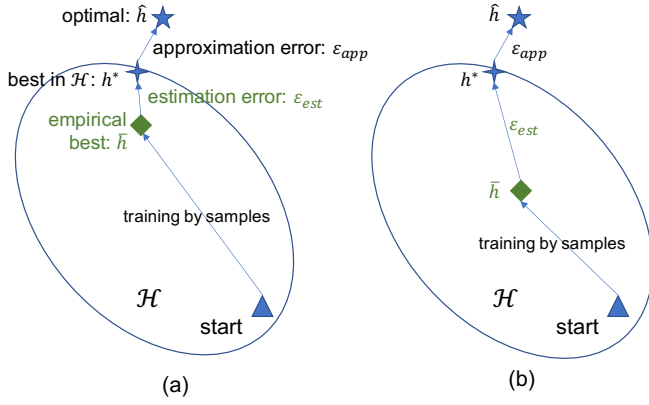 optimal: ĥ
approximation error: ε_app
best in ℋ: h*
estimation error: ε_est
empirical
best: h̄
training by samples
ℋ
start
(a)
ĥ
ε_app
h*
ε_est
h̄
training by samples
ℋ
start
(b)